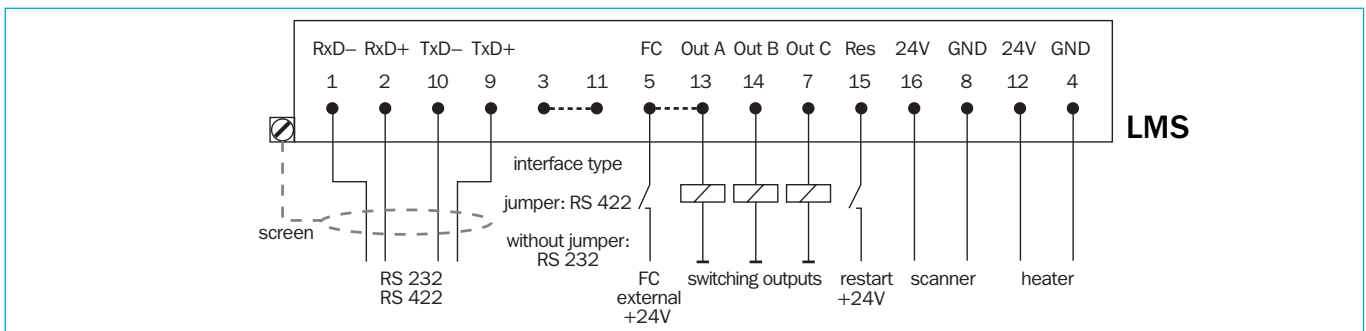 RxD– RxD+ TxD– TxD+ FC Out A Out B Out C Res 24V GND 24V GND
1 2 10 9 3 11 5 13 14 7 15 16 8 12 4
LMS
interface type
jumper: RS 422
without jumper:
RS 232
screen
RS 232
RS 422
FC
external
+24V
switching outputs
restart
+24V
scanner
heater